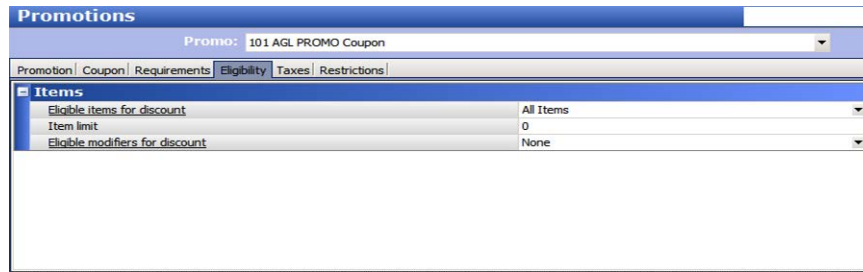 Promotions
Promo: 101 AGL PROMO Coupon
Promotion Coupon Requirements Eligibility Taxes Restrictions
Items
Eligible items for discount All Items
Item limit 0
Eligible modifiers for discount None